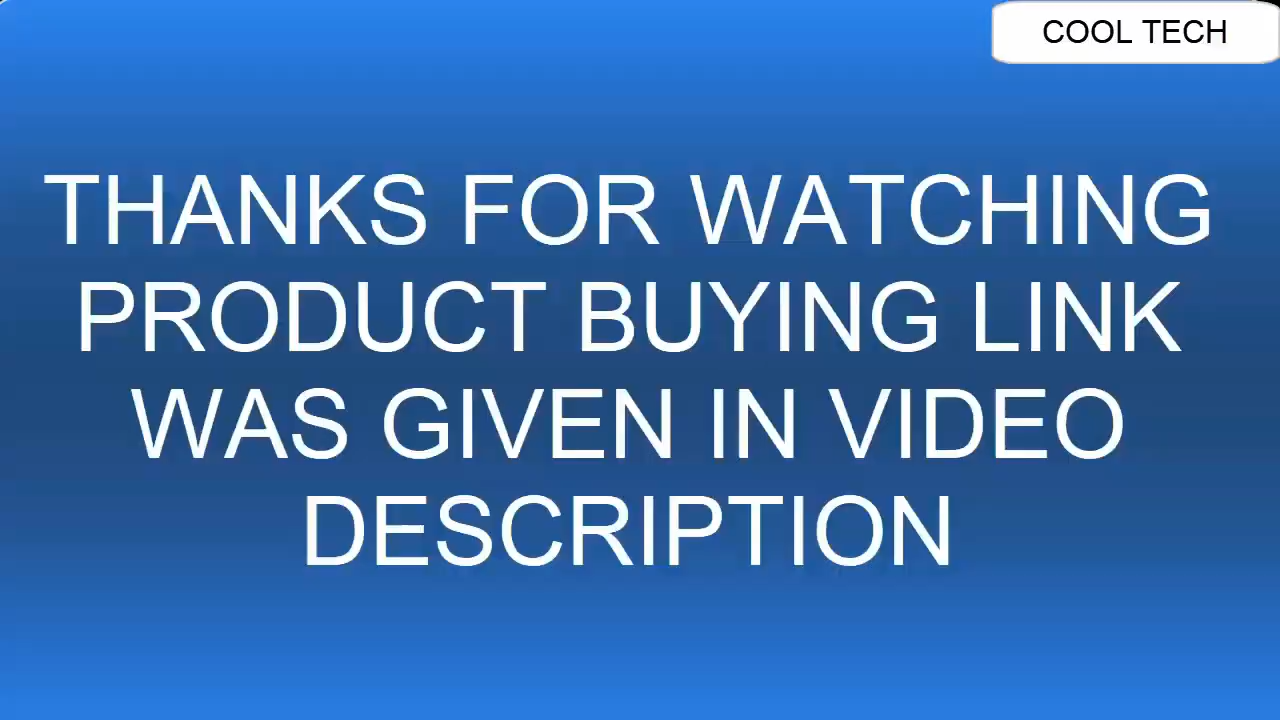 COOL TECH
THANKS FOR WATCHING
PRODUCT BUYING LINK
WAS GIVEN IN VIDEO
DESCRIPTION